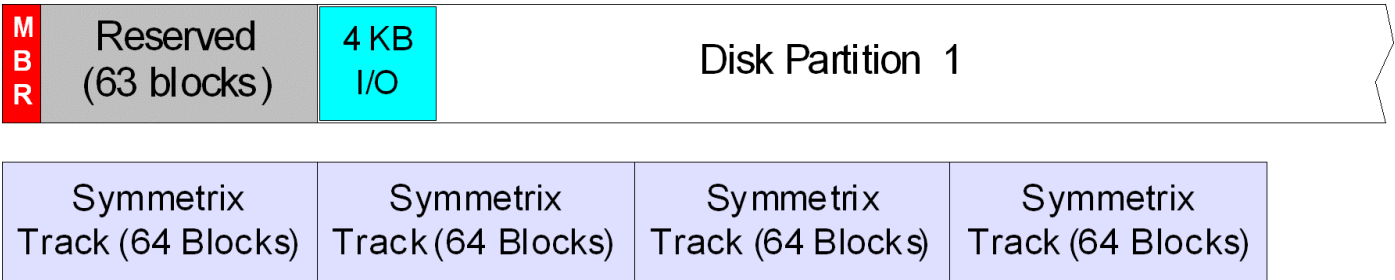 MBR
Reserved
(63 blocks)
4 KB
I/O
Disk Partition 1
Symmetrix
Track (64 Blocks)
Symmetrix
Track (64 Blocks)
Symmetrix
Track (64 Blocks)
Symmetrix
Track (64 Blocks)